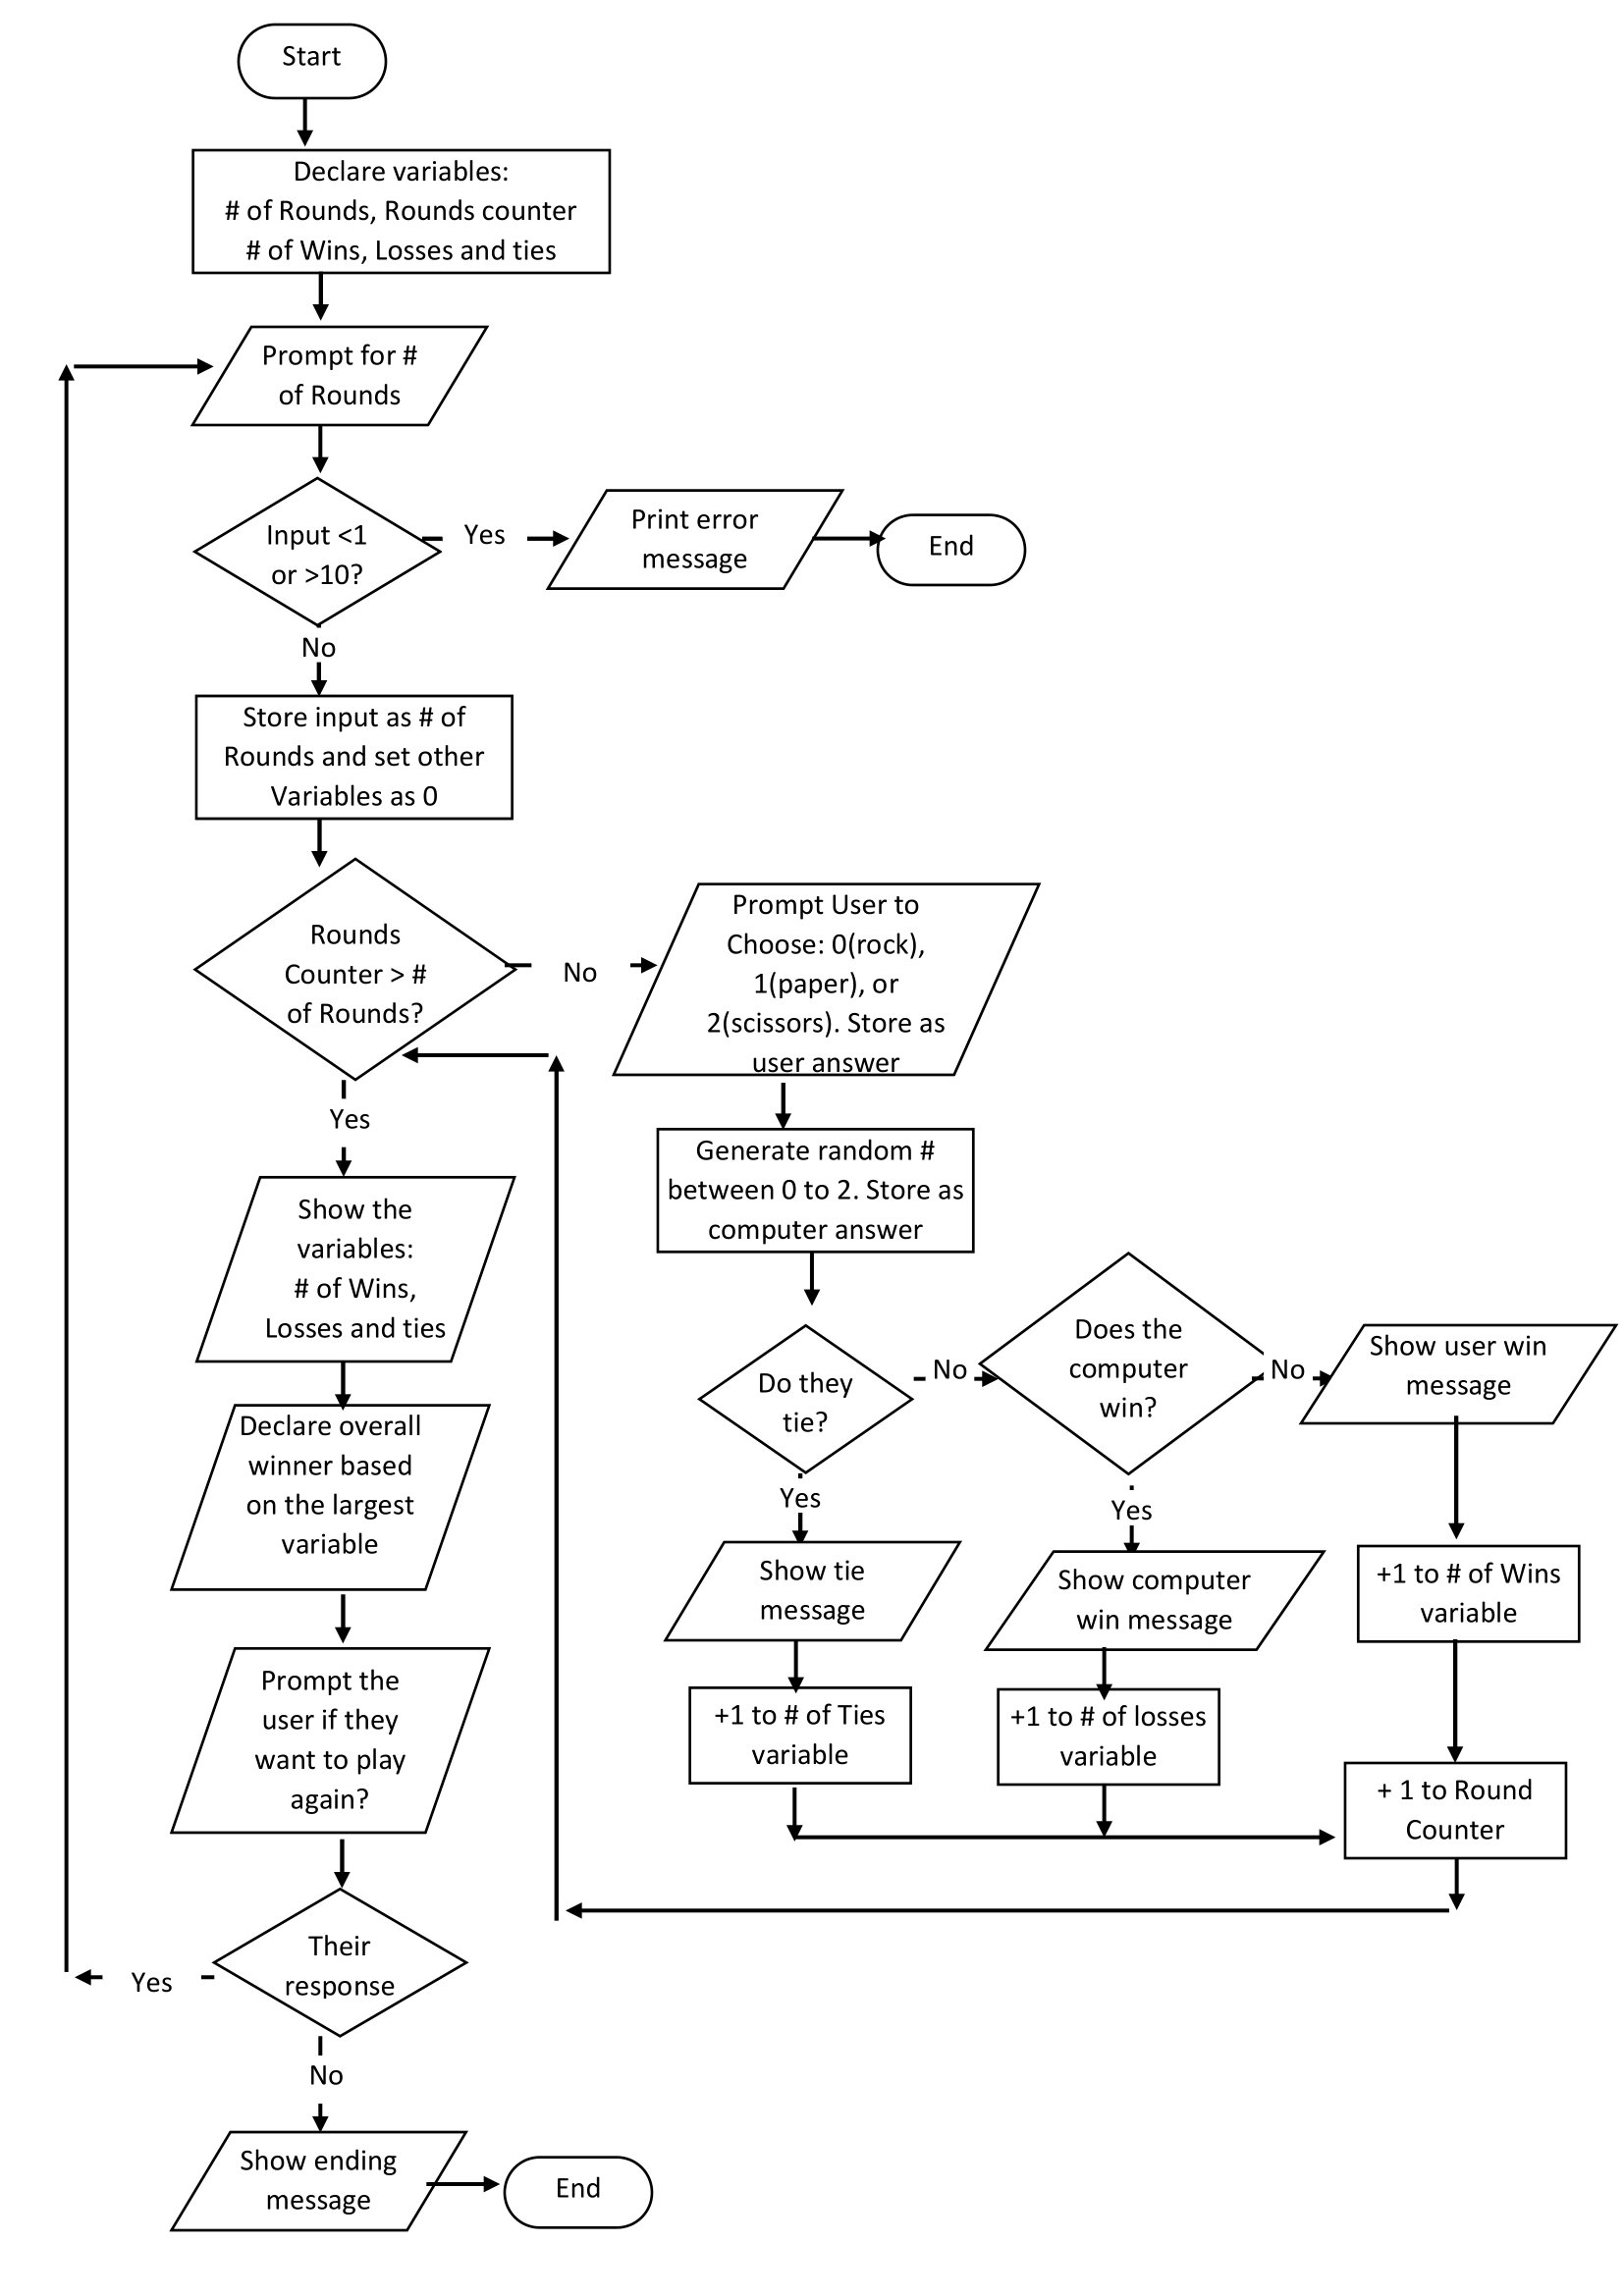 Start
Declare variables:
# of Rounds, Rounds counter
# of Wins, Losses and ties
Prompt for #
of Rounds
Input <1
or >10?
Yes
Print error
message
End
No
Store input as # of
Rounds and set other
Variables as 0
Rounds
Counter > #
of Rounds?
No
Prompt User to
Choose: 0(rock),
1(paper), or
2(scissors). Store as
user answer
Generate random #
between 0 to 2. Store as
computer answer
Do they
tie?
No
Does the
computer
win?
No
Show user win
message
Yes
Show tie
message
+1 to # of Ties
variable
Yes
Show computer
win message
+1 to # of losses
variable
+1 to # of Wins
variable
+ 1 to Round
Counter
Yes
Show the
variables:
# of Wins,
Losses and ties
Declare overall
winner based
on the largest
variable
Prompt the
user if they
want to play
again?
Their
response
Yes
No
Show ending
message
End